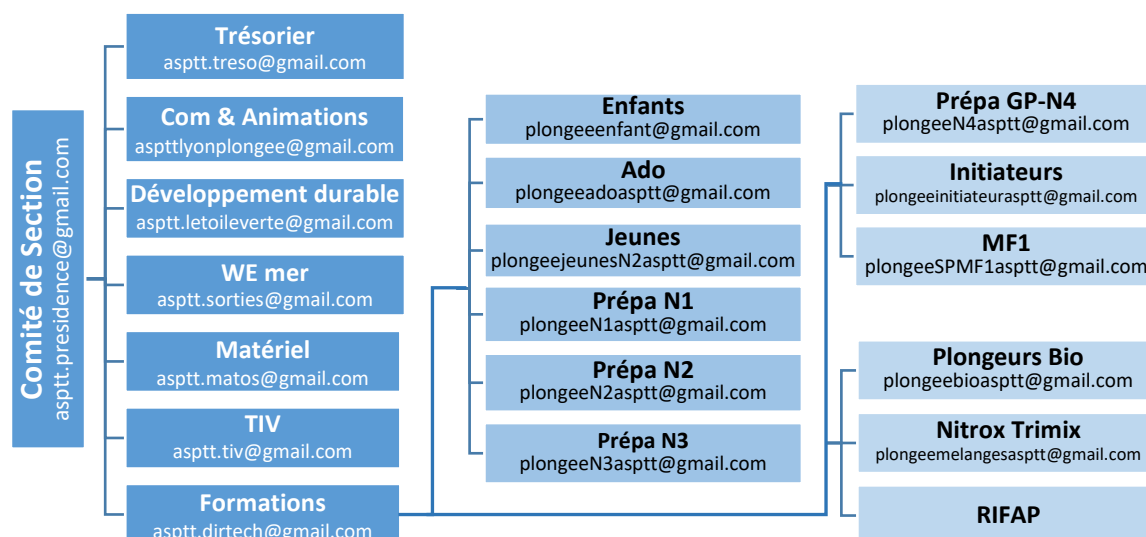 Comité de Section
asptt.presidence@gmail.com
Trésorier
asptt.treso@gmail.com
Com & Animations
aspttlyonplongee@gmail.com
Développement durable
asptt.letoileverte@gmail.com
WE mer
asptt.sorties@gmail.com
Matériel
asptt.matos@gmail.com
TIV
asptt.tiv@gmail.com
Formations
asptt.dirtech@gmail.com
Enfants
plongeeenfant@gmail.com
Ado
plongeeadoasptt@gmail.com
Jeunes
plongeejeunesN2asptt@gmail.com
Prépa N1
plongeeN1asptt@gmail.com
Prépa N2
plongeeN2asptt@gmail.com
Prépa N3
plongeeN3asptt@gmail.com
Prépa GP-N4
plongeeN4asptt@gmail.com
Initiateurs
plongeeinitiateurasptt@gmail.com
MF1
plongeeSPMF1asptt@gmail.com
Plongeurs Bio
plongeebioasptt@gmail.com
Nitrox Trimix
plongeemelangesasptt@gmail.com
RIFAP